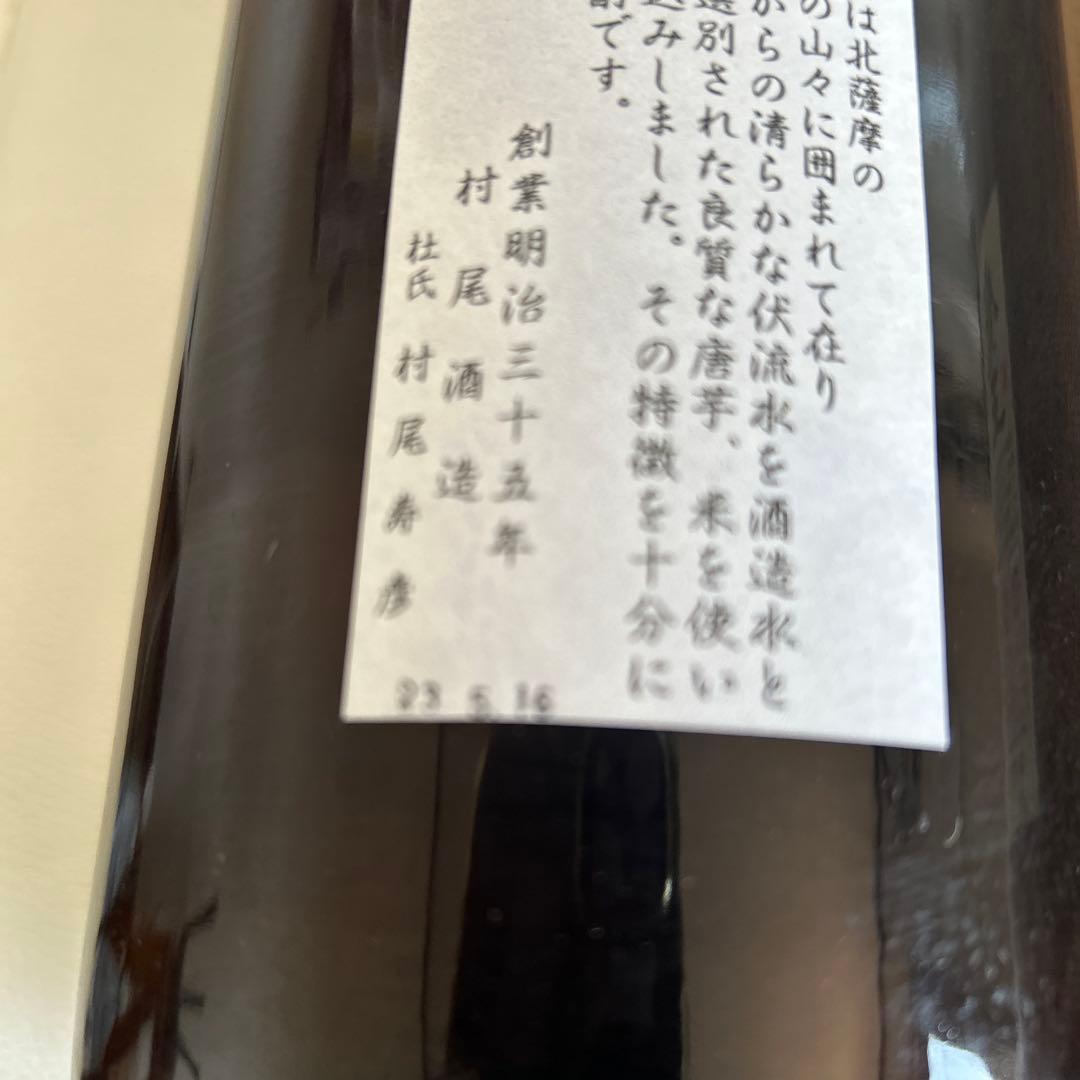 は北薩摩の
の山々に囲まれて在り
からの清らかな伏流水を酒造水と
選別された良質な唐芋、米を使い
込みしました。その特徴を十分に
酎です。
創業明治三十五年
村尾酒造
杜氏 村尾寿彦
23. 5. 16